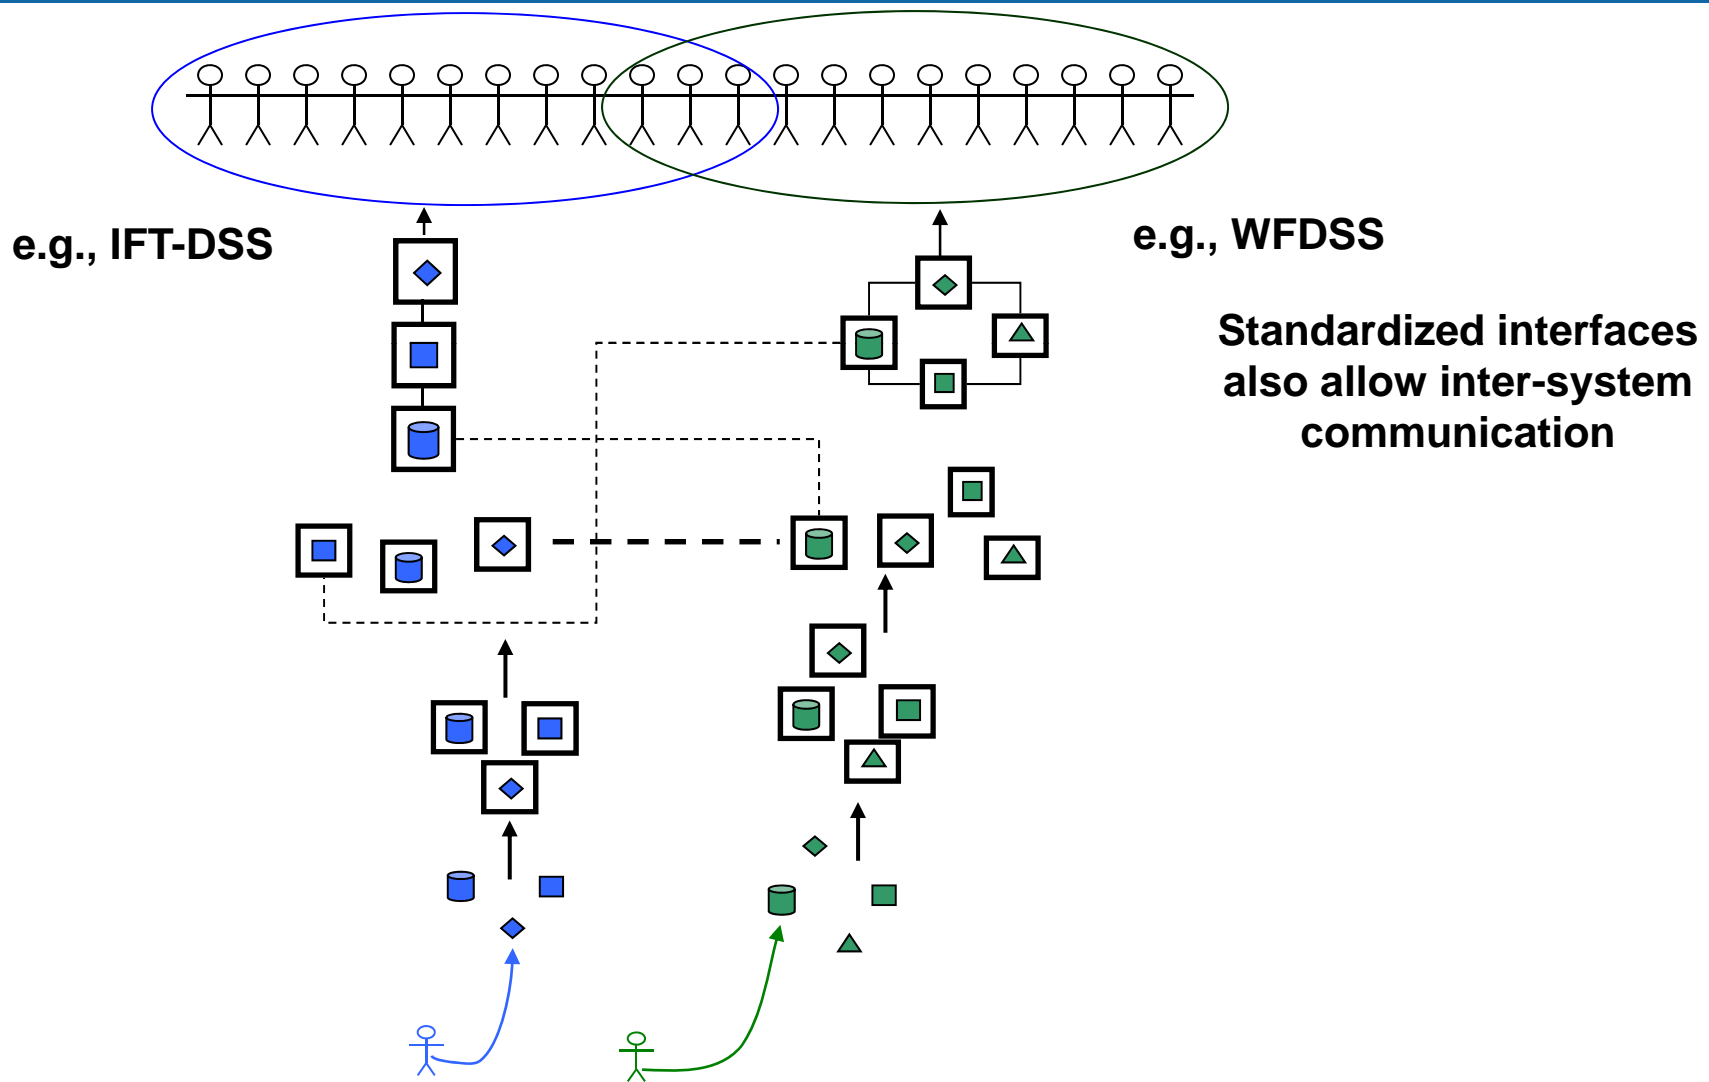 e.g., IFT-DSS
e.g., WFDSS
Standardized interfaces
also allow inter-system
communication